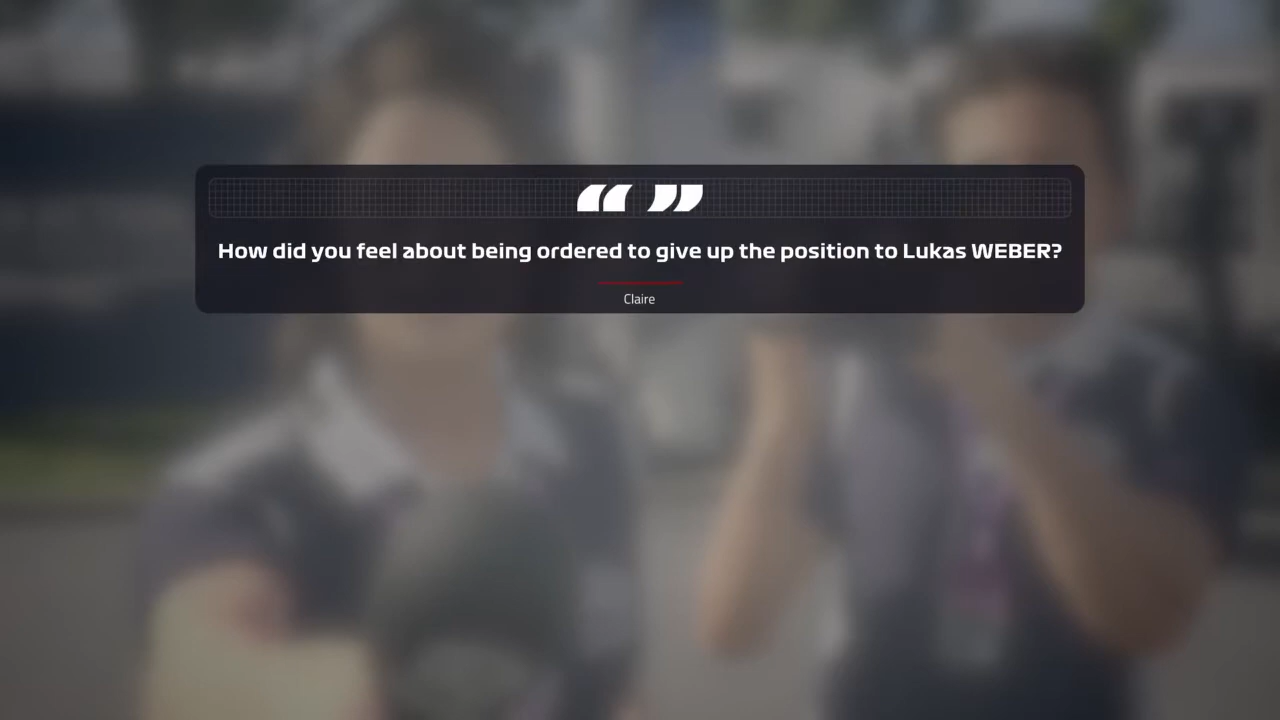 “ ”
How did you feel about being ordered to give up the position to Lukas WEBER?
Claire